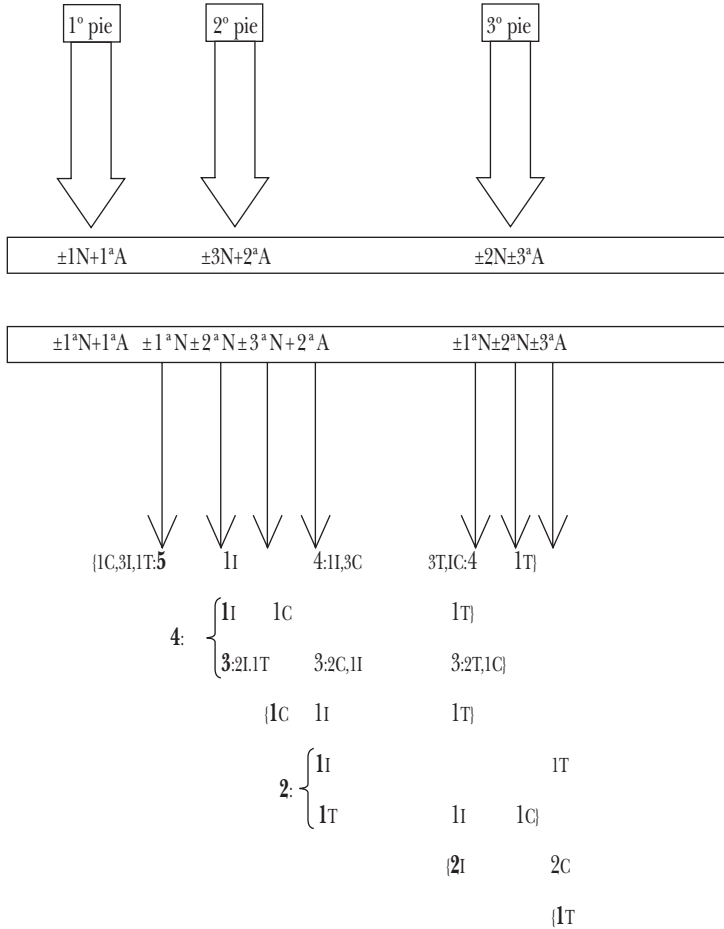 1º pie 2º pie 3º pie
±1N+1ªA ±3N+2ªA ±2N±3ªA
±1ªN+1ªA ±1ªN±2ªN±3ªN+2ªA ±1ªN±2ªN±3ªA
{1C,3I,1T:5 1I 4:1I,3C 3T,IC:4 1T}
1I 1C 1T}
4:
3:2I.1T 3:2C,1I 3:2T,1C}
{1C 1I 1T}
1I 1T
2:
1T 1I 1C}
{2I 2C
{1T